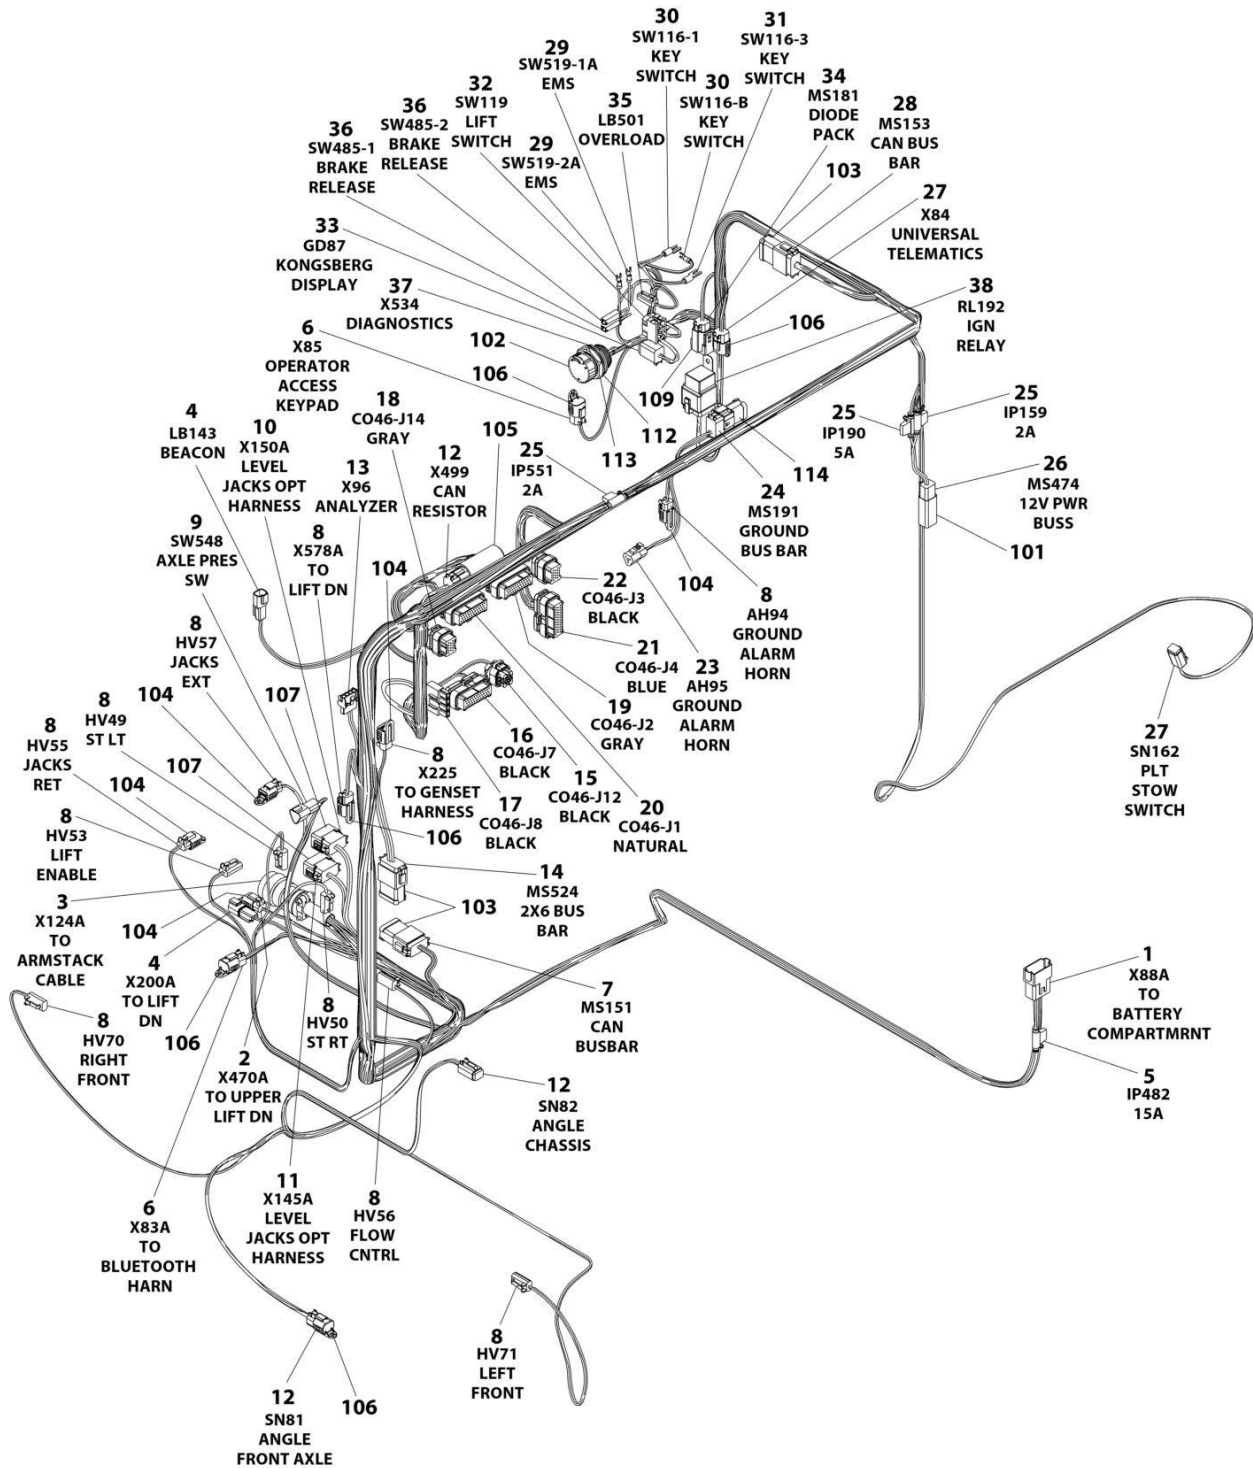 30
SW116-1
KEY
SWITCH
31
SW116-3
KEY
SWITCH
29
SW519-1A
EMS
32
SW119
LIFT
SWITCH
35
LB501
OVERLOAD
30
SW116-B
KEY
SWITCH
34
MS181
DIODE
PACK
28
MS153
CAN BUS
BAR
36
SW485-2
BRAKE
RELEASE
36
SW485-1
BRAKE
RELEASE
29
SW519-2A
EMS
103
27
X84
UNIVERSAL
TELEMATICS
33
GD87
KONGSBERG
DISPLAY
37
X534
DIAGNOSTICS
38
RL192
IGN
RELAY
6
X85
OPERATOR
ACCESS
KEYPAD
102
106
106
109
112
113
114
18
CO46-J14
GRAY
4
LB143
BEACON
10
X150A
LEVEL
JACKS OPT
HARNESS
13
X96
ANALYZER
12
X499
CAN
RESISTOR
105
25
IP551
2A
25
IP190
5A
25
IP159
2A
26
MS474
12V PWR
BUSS
101
24
MS191
GROUND
BUS BAR
9
SW548
AXLE PRES
SW
8
X578A
TO
LIFT DN
104
22
CO46-J3
BLACK
104
8
AH94
GROUND
ALARM
HORN
21
CO46-J4
BLUE
23
AH95
GROUND
ALARM
HORN
8
HV57
JACKS
EXT
107
104
8
HV49
ST LT
8
HV55
JACKS
RET
107
104
19
CO46-J2
GRAY
16
CO46-J7
BLACK
15
CO46-J12
BLACK
20
CO46-J1
NATURAL
8
X225
TO GENSET
HARNESS
17
CO46-J8
BLACK
106
27
SN162
PLT
STOW
SWITCH
8
HV53
LIFT
ENABLE
3
X124A
TO
ARMSTACK
CABLE
104
14
MS524
2X6 BUS
BAR
103
4
X200A
TO LIFT
DN
106
8
HV70
RIGHT
FRONT
2
X470A
TO UPPER
LIFT DN
8
HV50
ST RT
7
MS151
CAN
BUSBAR
1
X88A
TO
BATTERY
COMPARTMRNT
5
IP482
15A
12
SN82
ANGLE
CHASSIS
6
X83A
TO
BLUETOOTH
HARN
11
X145A
LEVEL
JACKS OPT
HARNESS
8
HV56
FLOW
CNTRL
8
HV71
LEFT
FRONT
12
SN81
ANGLE
FRONT AXLE
106